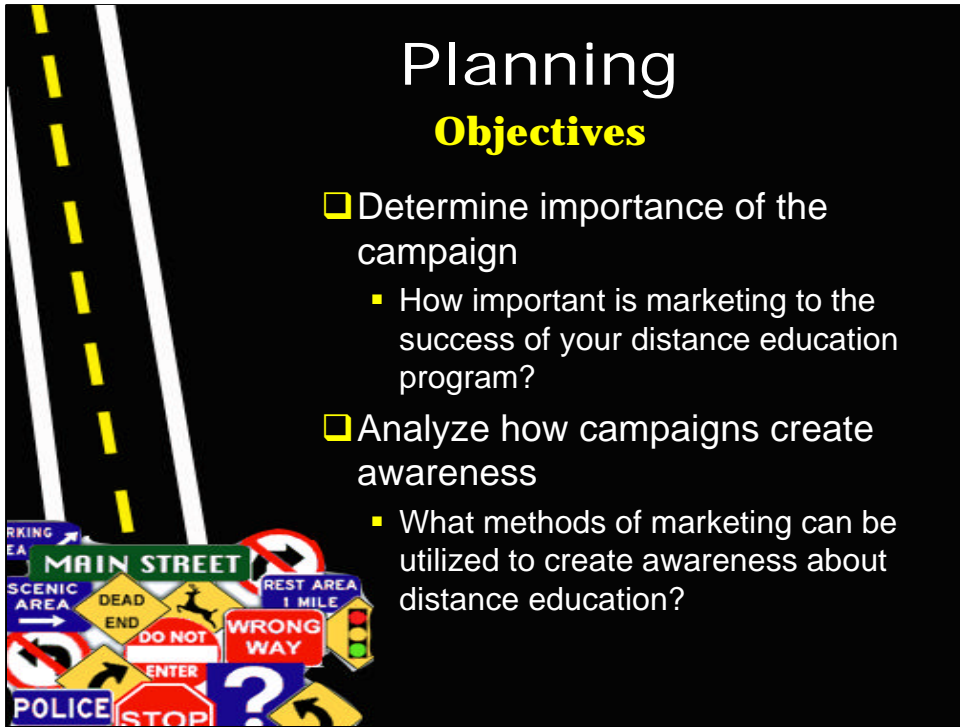 Planning
Objectives
Determine importance of the
campaign
How important is marketing to the
success of your distance education
program?
Analyze how campaigns create
awareness
What methods of marketing can be
utilized to create awareness about
distance education?
RKING
EA
MAIN STREET
SCENIC
AREA
DEAD
END
REST AREA
1 MILE
DO NOT
ENTER
WRONG
WAY
?
POLICE
STOP